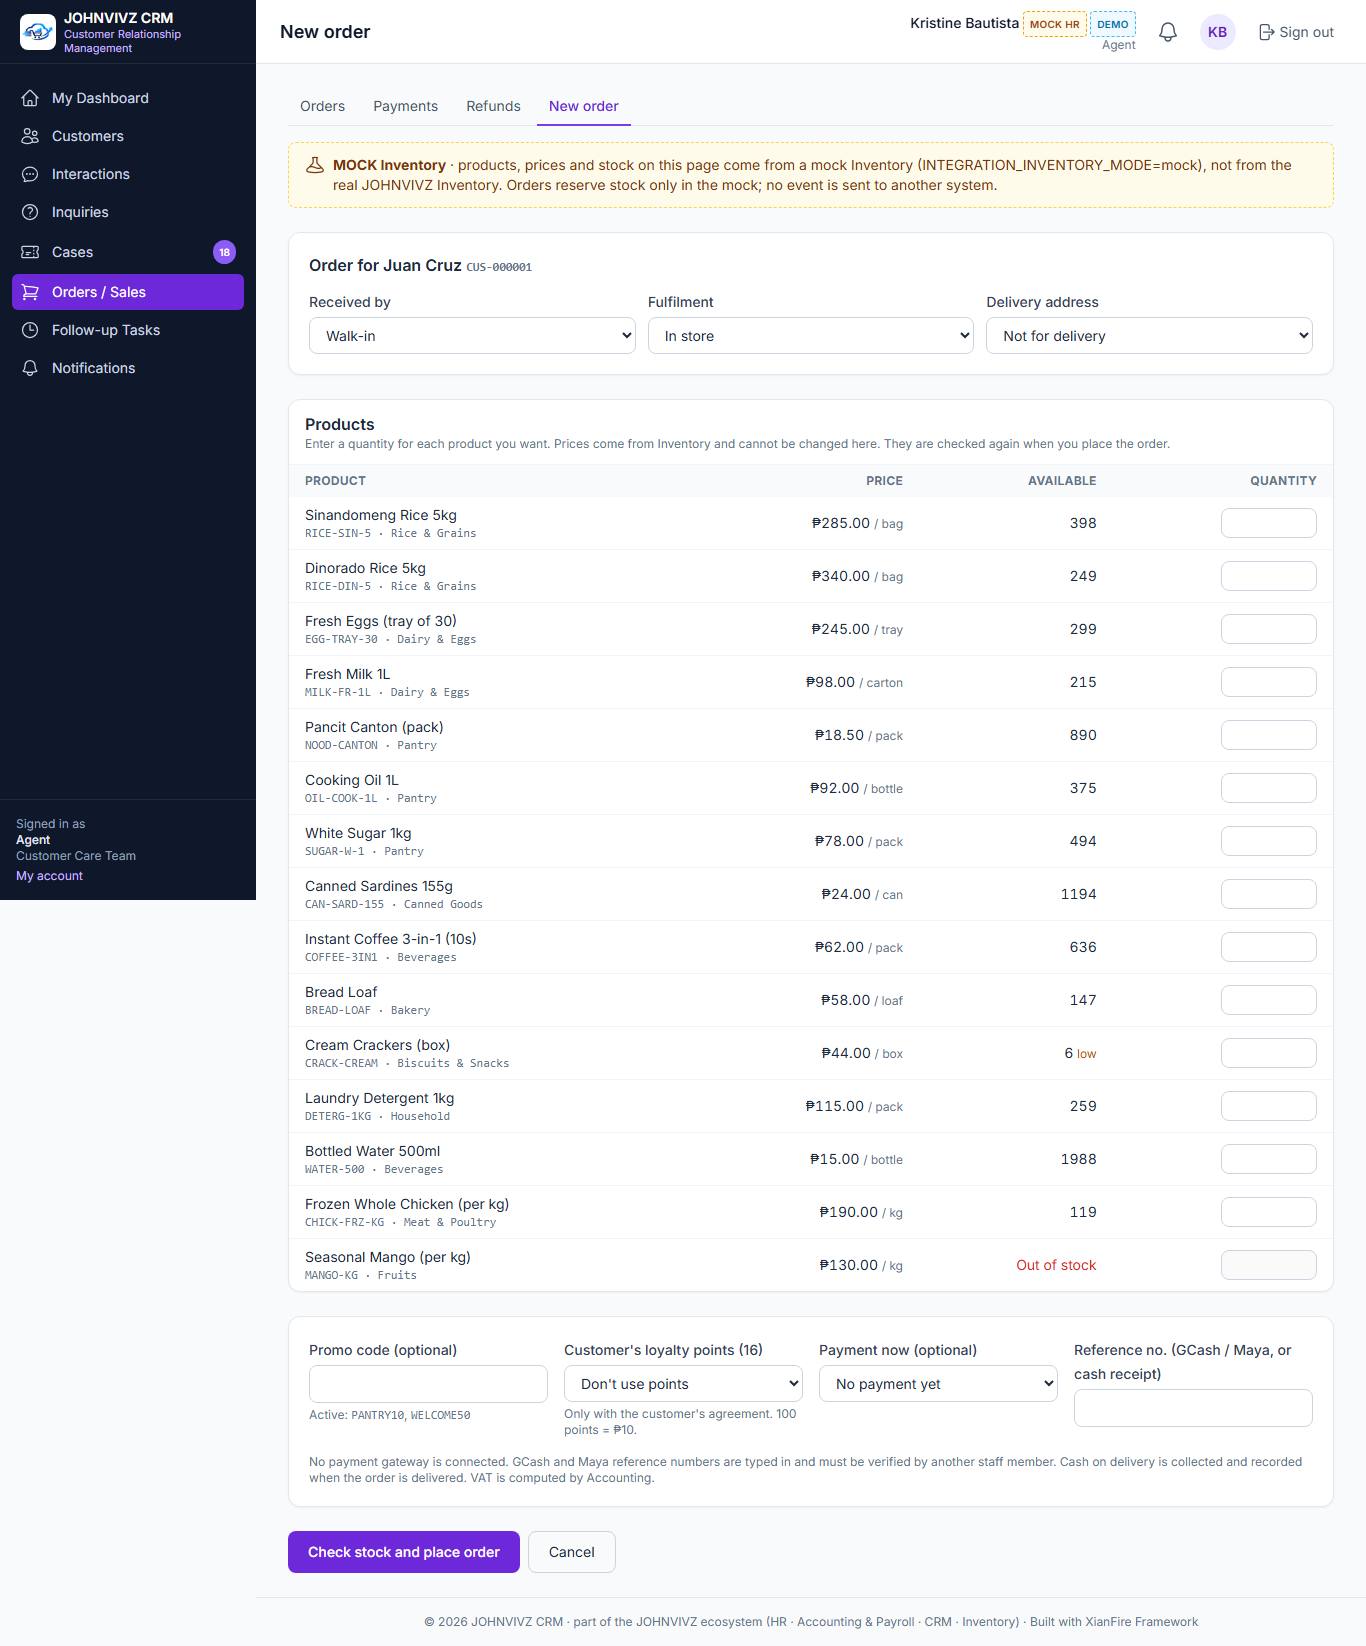 JOHNVIVZ CRM
Customer Relationship
Management
My Dashboard
Customers
Interactions
Inquiries
Cases 18
Orders / Sales
Follow-up Tasks
Notifications
Signed in as
Agent
Customer Care Team
My account
New order
Kristine Bautista MOCK HR DEMO
Agent
KB
Sign out
Orders Payments Refunds New order
MOCK Inventory · products, prices and stock on this page come from a mock Inventory (INTEGRATION_INVENTORY_MODE=mock), not from the
real JOHNVIVZ Inventory. Orders reserve stock only in the mock; no event is sent to another system.
Order for Juan Cruz CUS-000001
Received by Fulfilment Delivery address
Walk-in In store Not for delivery
Products
Enter a quantity for each product you want. Prices come from Inventory and cannot be changed here. They are checked again when you place the order.
PRODUCT PRICE AVAILABLE QUANTITY
Sinandomeng Rice 5kg
RICE-SIN-5 · Rice & Grains
₱285.00 / bag 398
Dinorado Rice 5kg
RICE-DIN-5 · Rice & Grains
₱340.00 / bag 249
Fresh Eggs (tray of 30)
EGG-TRAY-30 · Dairy & Eggs
₱245.00 / tray 299
Fresh Milk 1L
MILK-FR-1L · Dairy & Eggs
₱98.00 / carton 215
Pancit Canton (pack)
NOOD-CANTON · Pantry
₱18.50 / pack 890
Cooking Oil 1L
OIL-COOK-1L · Pantry
₱92.00 / bottle 375
White Sugar 1kg
SUGAR-W-1 · Pantry
₱78.00 / pack 494
Canned Sardines 155g
CAN-SARD-155 · Canned Goods
₱24.00 / can 1194
Instant Coffee 3-in-1 (10s)
COFFEE-3IN1 · Beverages
₱62.00 / pack 636
Bread Loaf
BREAD-LOAF · Bakery
₱58.00 / loaf 147
Cream Crackers (box)
CRACK-CREAM · Biscuits & Snacks
₱44.00 / box 6 low
Laundry Detergent 1kg
DETERG-1KG · Household
₱115.00 / pack 259
Bottled Water 500ml
WATER-500 · Beverages
₱15.00 / bottle 1988
Frozen Whole Chicken (per kg)
CHICK-FRZ-KG · Meat & Poultry
₱190.00 / kg 119
Seasonal Mango (per kg)
MANGO-KG · Fruits
₱130.00 / kg Out of stock
Promo code (optional)
Active: PANTRY10, WELCOME50
Customer's loyalty points (16)
Don't use points
Only with the customer's agreement. 100
points = ₱10.
Payment now (optional)
No payment yet
Reference no. (GCash / Maya, or
cash receipt)
No payment gateway is connected. GCash and Maya reference numbers are typed in and must be verified by another staff member. Cash on delivery is collected and recorded
when the order is delivered. VAT is computed by Accounting.
Check stock and place order Cancel
© 2026 JOHNVIVZ CRM · part of the JOHNVIVZ ecosystem (HR · Accounting & Payroll · CRM · Inventory) · Built with XianFire Framework